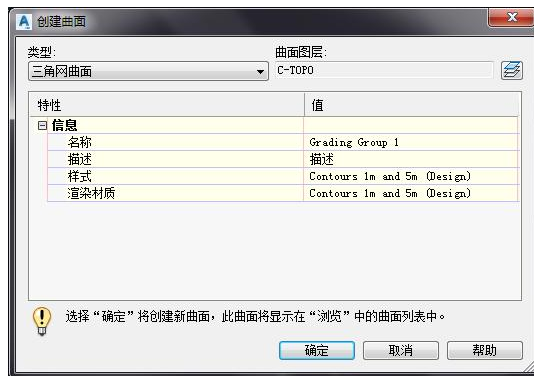 创建曲面
类型: 曲面图层:
三角网曲面 C-TOPO
特性 值
信息
名称 Grading Group 1
描述 描述
样式 Contours 1m and 5m (Design)
渲染材质 Contours 1m and 5m (Design)
选择“确定”将创建新曲面，此曲面将显示在“浏览”中的曲面列表中。
确定 取消 帮助